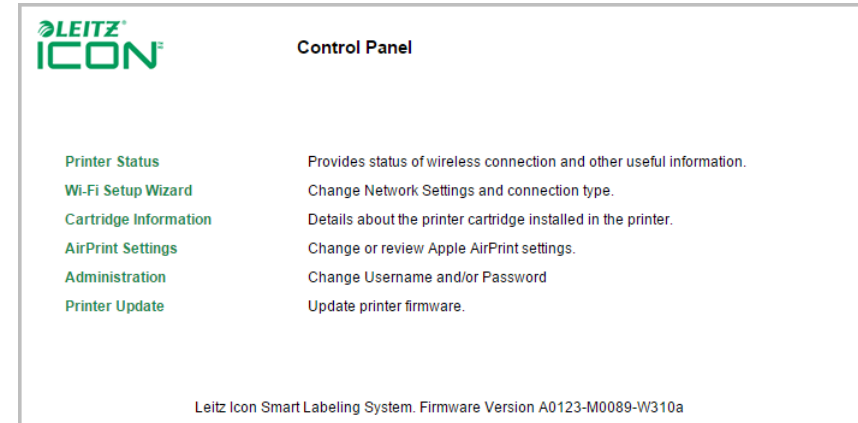 LEITZ®
ICON™
Control Panel
Printer Status Provides status of wireless connection and other useful information.
Wi-Fi Setup Wizard Change Network Settings and connection type.
Cartridge Information Details about the printer cartridge installed in the printer.
AirPrint Settings Change or review Apple AirPrint settings.
Administration Change Username and/or Password
Printer Update Update printer firmware.
Leitz Icon Smart Labeling System. Firmware Version A0123-M0089-W310a